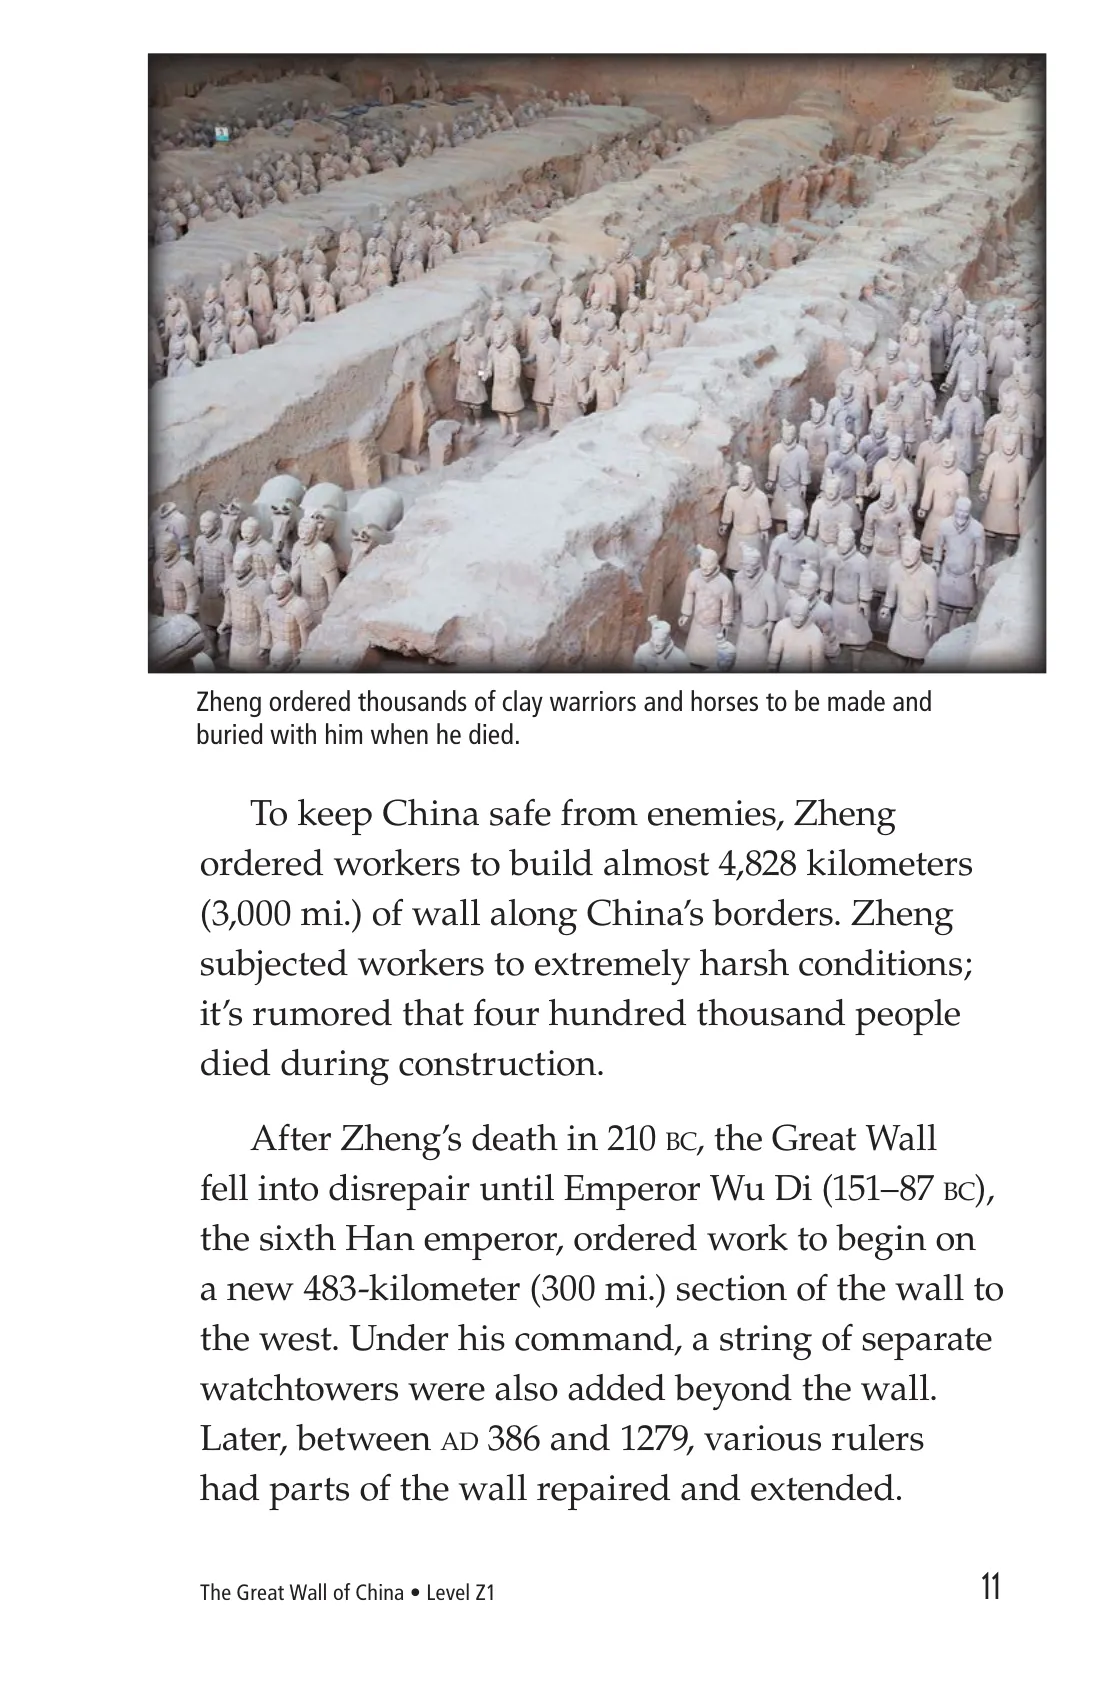 Zheng ordered thousands of clay warriors and horses to be made and
buried with him when he died.
To keep China safe from enemies, Zheng
ordered workers to build almost 4,828 kilometers
(3,000 mi.) of wall along China’s borders. Zheng
subjected workers to extremely harsh conditions;
it’s rumored that four hundred thousand people
died during construction.
After Zheng’s death in 210 BC, the Great Wall
fell into disrepair until Emperor Wu Di (151–87 BC),
the sixth Han emperor, ordered work to begin on
a new 483-kilometer (300 mi.) section of the wall to
the west. Under his command, a string of separate
watchtowers were also added beyond the wall.
Later, between AD 386 and 1279, various rulers
had parts of the wall repaired and extended.
The Great Wall of China • Level Z1 11